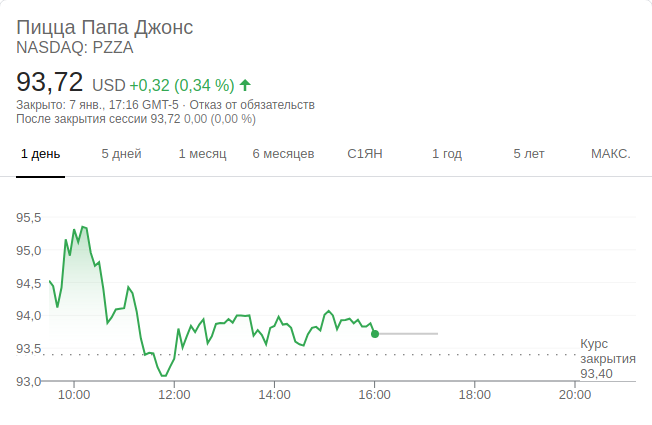 Пицца Папа Джонс
NASDAQ: PZZA
93,72 USD +0,32 (0,34 %)
Закрыто: 7 янв., 17:16 GMT-5 · Отказ от обязательств
После закрытия сессии 93,72 0,00 (0,00 %)
1 день 5 дней 1 месяц 6 месяцев С1ЯН 1 год 5 лет МАКС.
95,5
95,0
94,5
94,0
93,5
93,0
Курс
закрытия
93,40
10:00 12:00 14:00 16:00 18:00 20:00